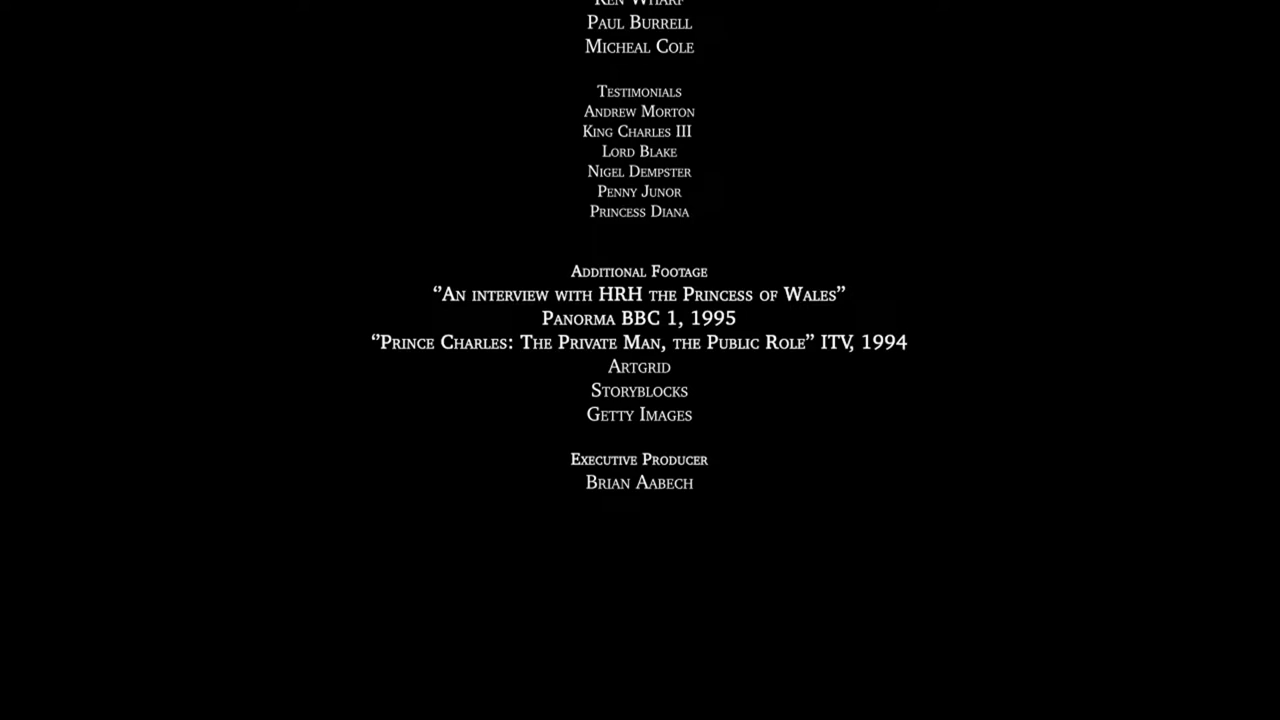 Ken Wharf
Paul Burrell
Micheal Cole
Testimonials
Andrew Morton
King Charles III
Lord Blake
Nigel Dempster
Penny Junor
Princess Diana
Additional Footage
"An interview with HRH the Princess of Wales"
Panorma BBC 1, 1995
"Prince Charles: The Private Man, the Public Role" ITV, 1994
Artgrid
Storyblocks
Getty Images
Executive Producer
Brian Aabech